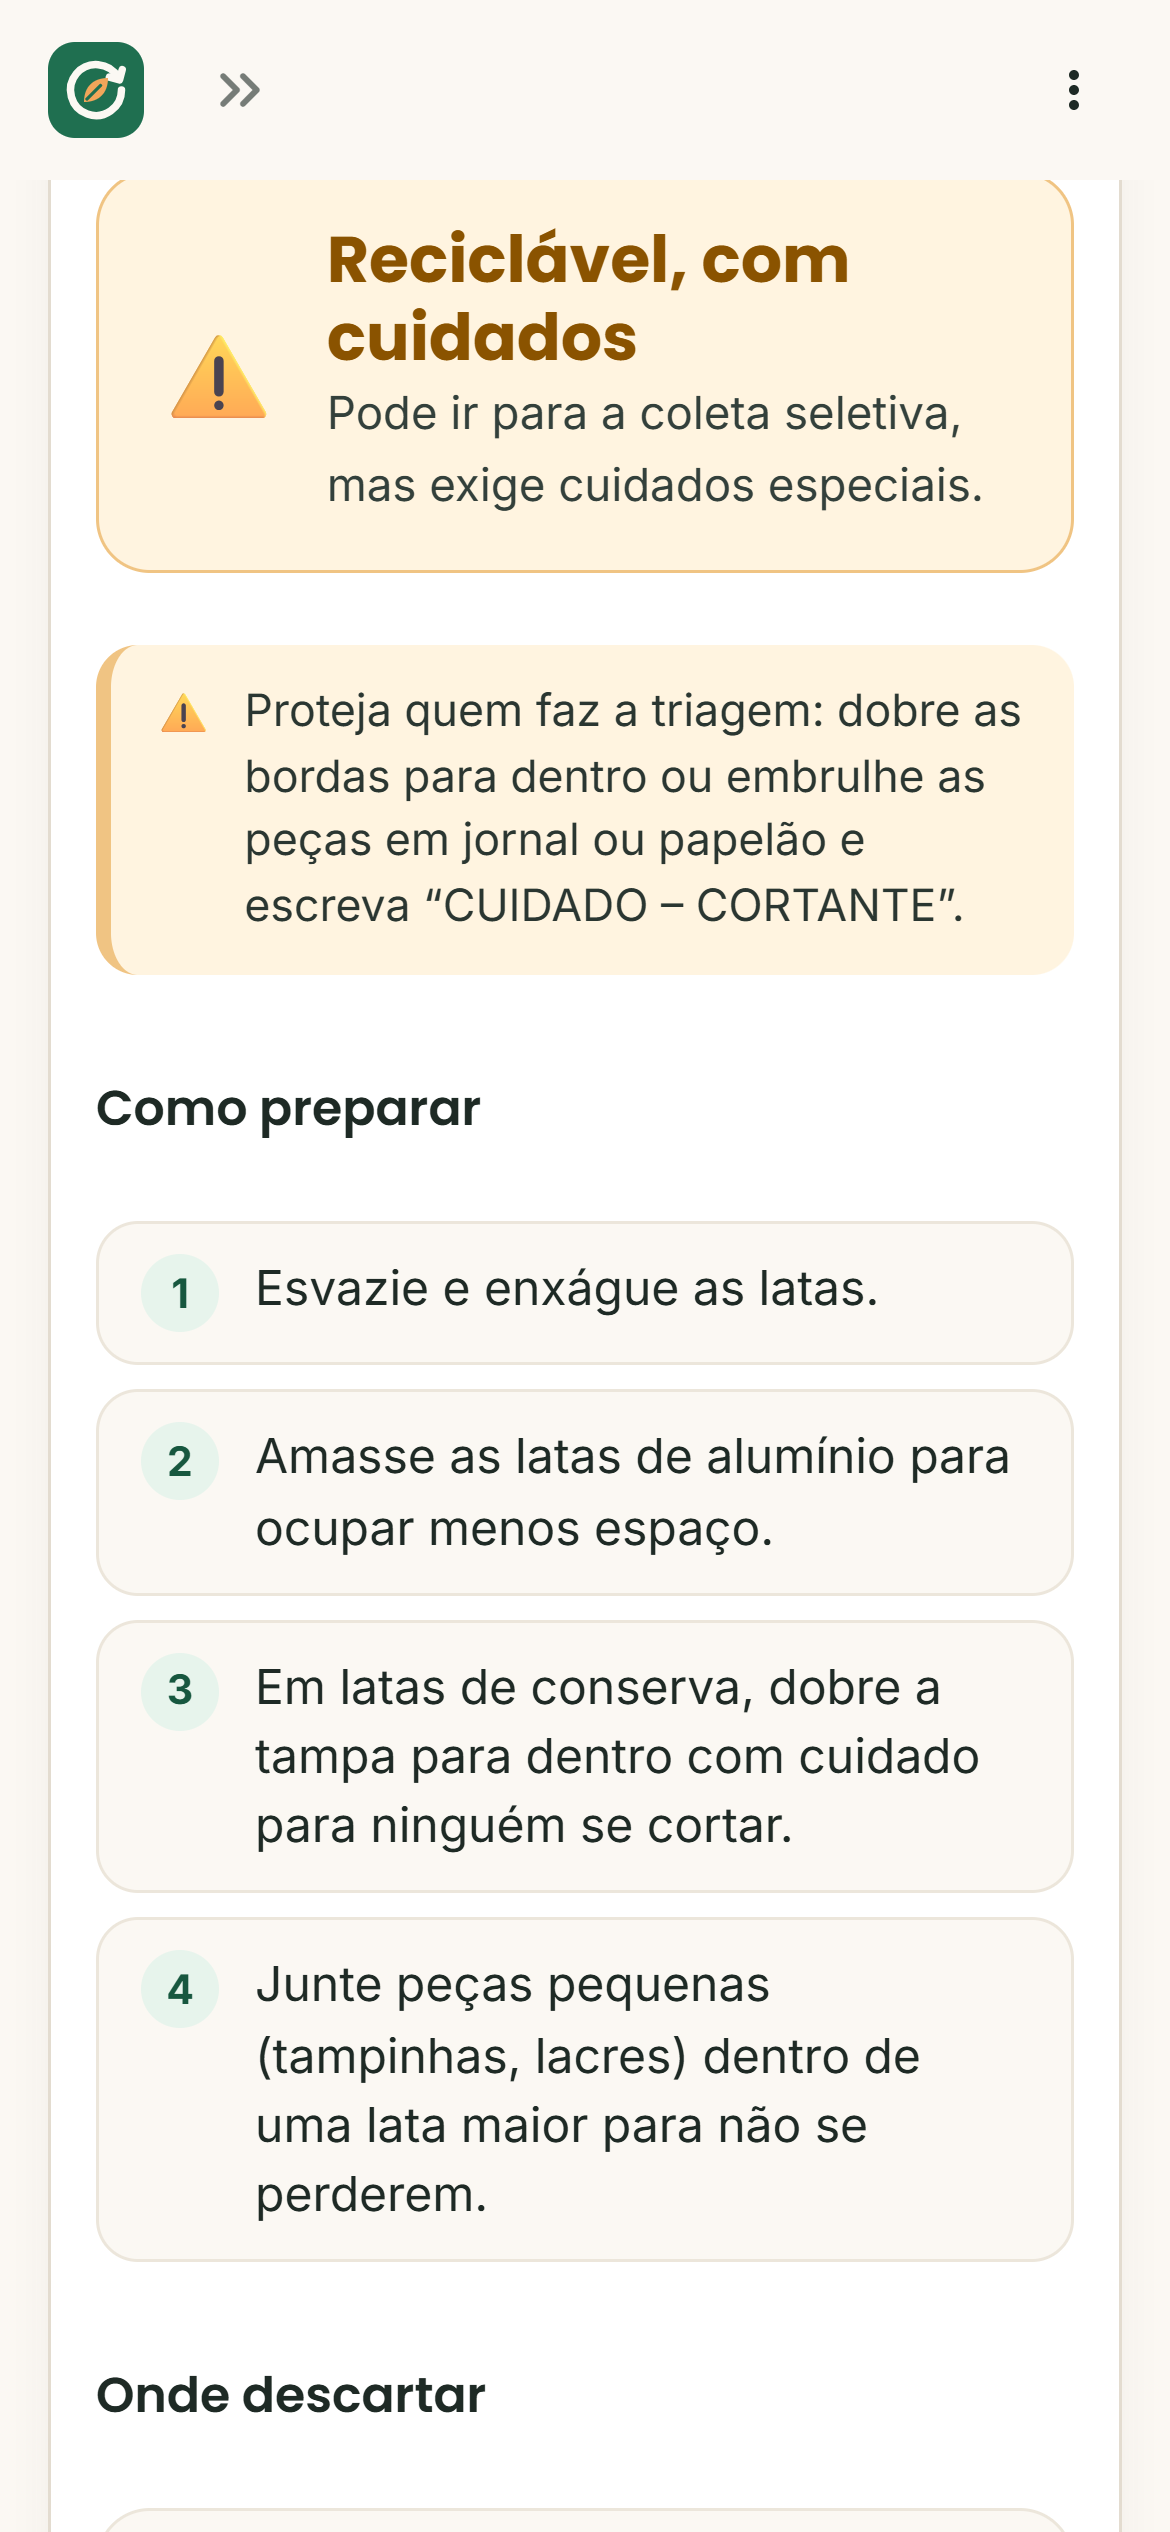 Reciclável, com
cuidados
Pode ir para a coleta seletiva,
mas exige cuidados especiais.
Proteja quem faz a triagem: dobre as
bordas para dentro ou embrulhe as
peças em jornal ou papelão e
escreva “CUIDADO – CORTANTE”.
Como preparar
1 Esvazie e enxágue as latas.
2 Amasse as latas de alumínio para
ocupar menos espaço.
3 Em latas de conserva, dobre a
tampa para dentro com cuidado
para ninguém se cortar.
4 Junte peças pequenas
(tampinhas, lacres) dentro de
uma lata maior para não se
perderem.
Onde descartar